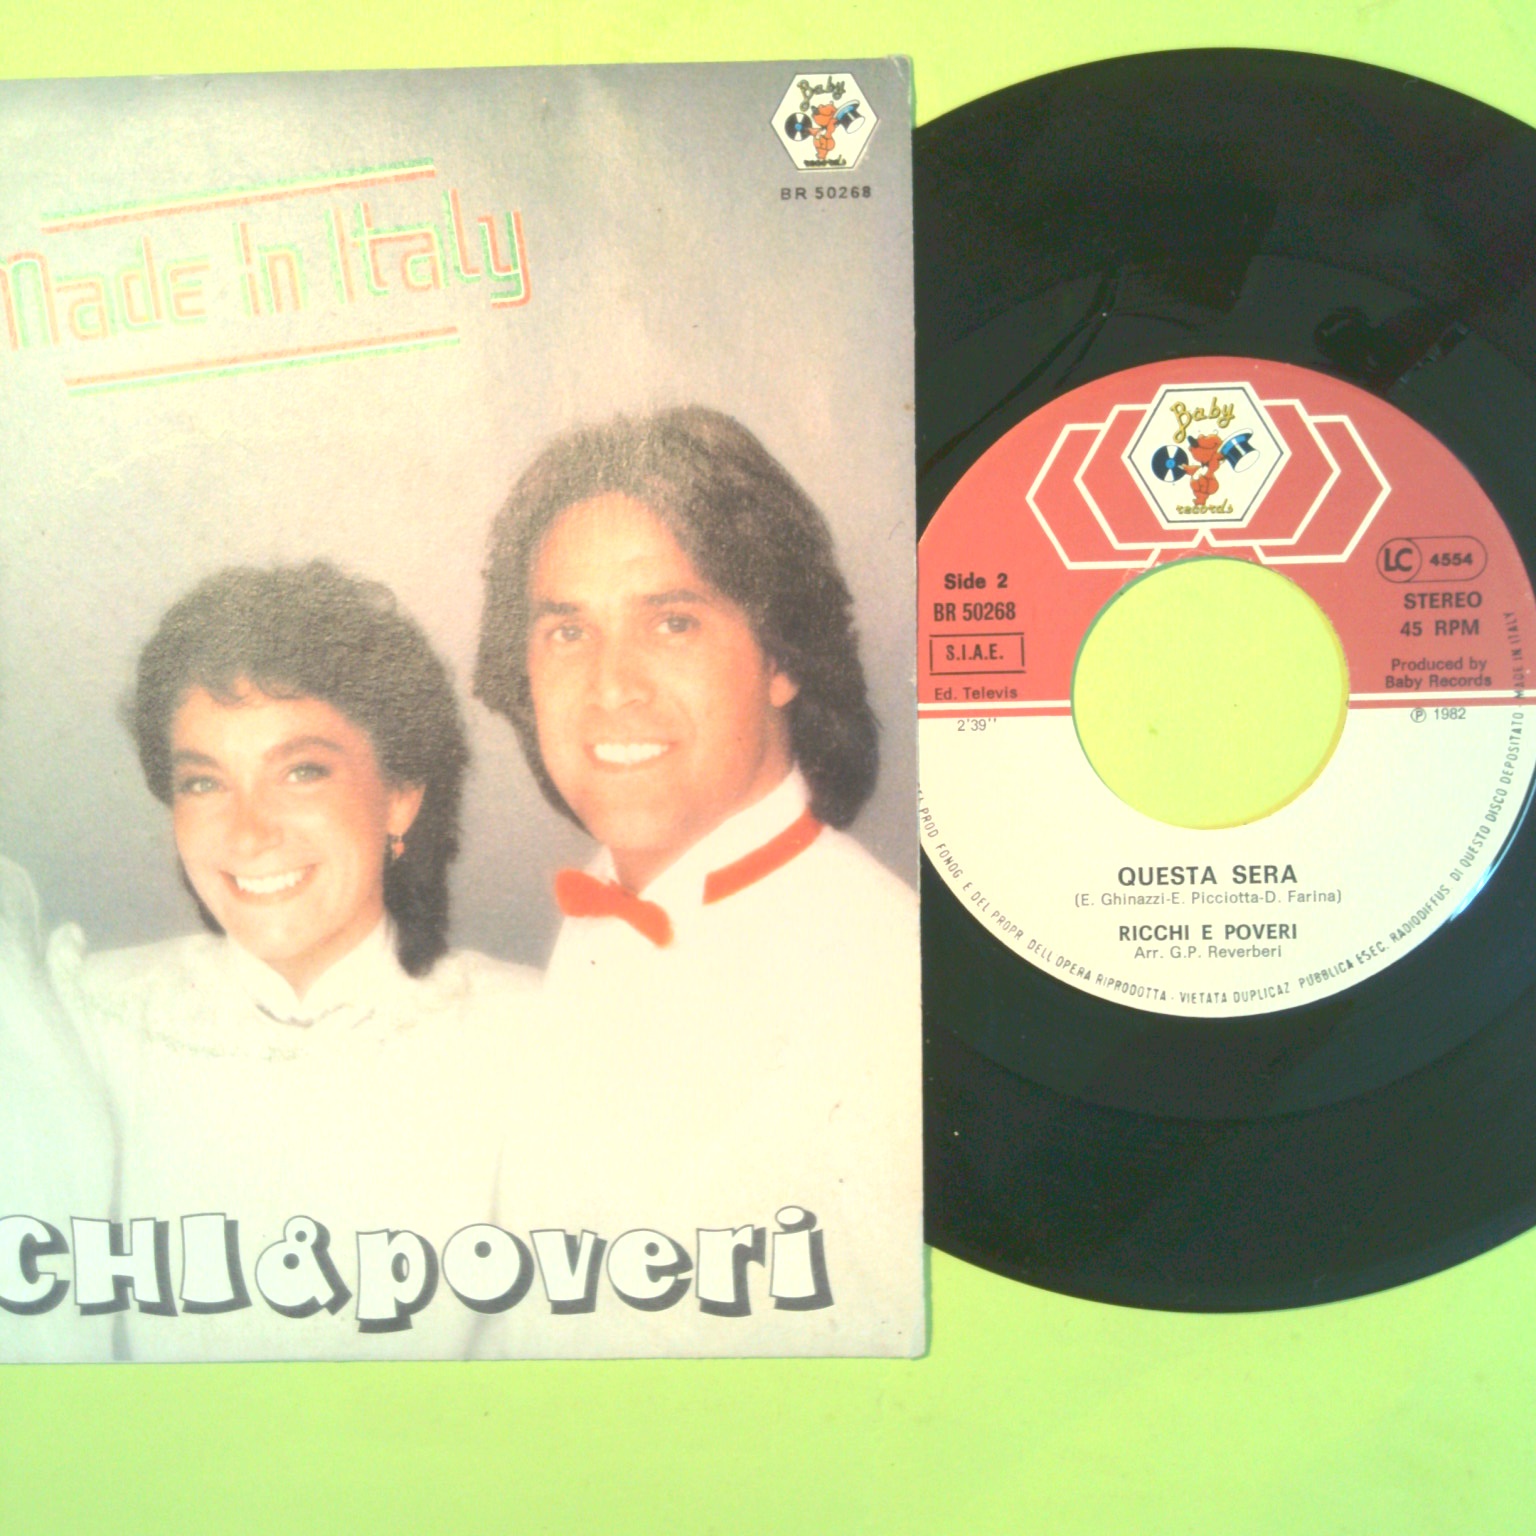 Baby
records
BR 50268
Made in Italy
CHI & poveri
Baby
records
Side 2
BR 50268
S.I.A.E.
Ed. Televis
2'39''
LC 4554
STEREO
45 RPM
Produced by
Baby Records
℗ 1982
QUESTA SERA
(E. Ghinazzi-E. Picciotta-D. Farina)
RICCHI E POVERI
Arr. G.P. Reverberi
PROD FONOG E DEL PROPR DELL OPERA RIPRODOTTA - VIETATA DUPLICAZ PUBBLICA ESEC. RADIODIFFUS DI QUESTO DISCO DEPOSITATO - MADE IN ITALY